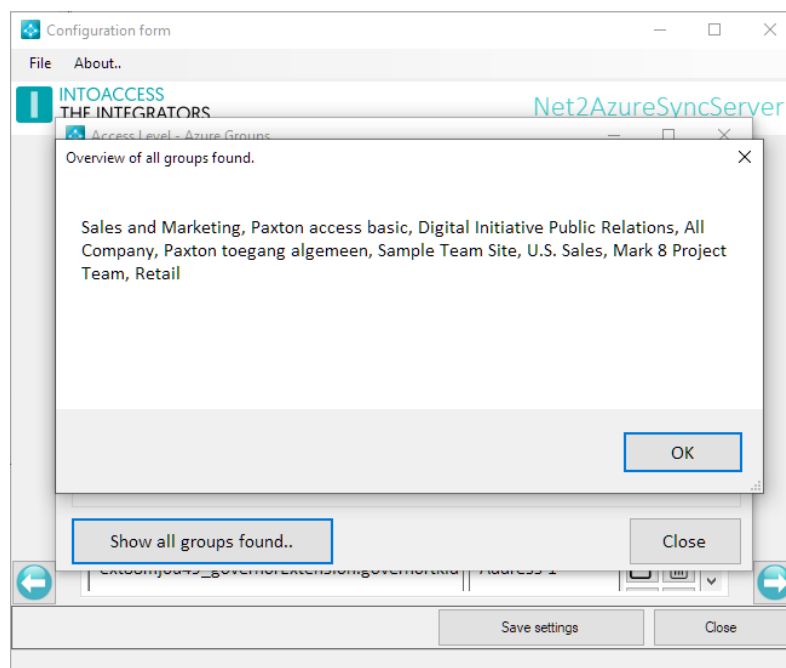 Configuration form
File About..
INTOACCESS
THE INTEGRATORS
Net2AzureSyncServer
Access Level - Azure Groups
Overview of all groups found.
Sales and Marketing, Paxton access basic, Digital Initiative Public Relations, All
Company, Paxton toegang algemeen, Sample Team Site, U.S. Sales, Mark 8 Project
Team, Retail
OK
Show all groups found..
Close
Address 1
Save settings
Close